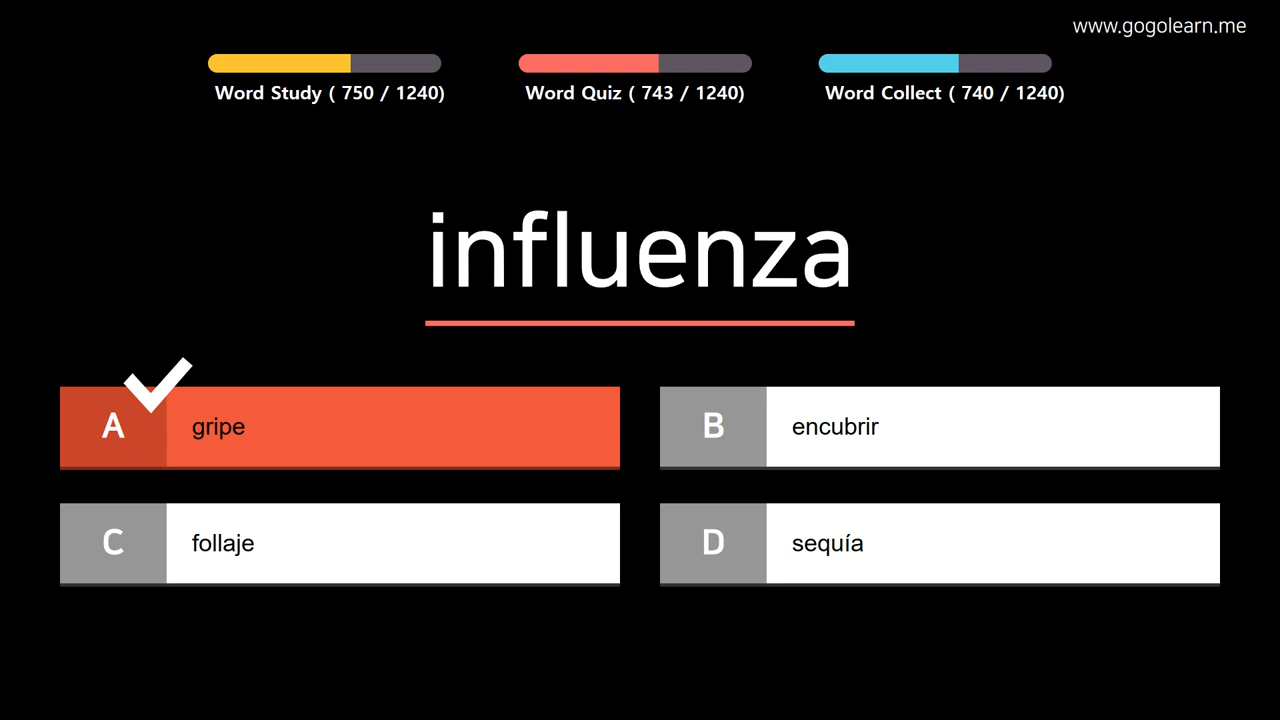 www.gogolearn.me
Word Study ( 750 / 1240)
Word Quiz ( 743 / 1240)
Word Collect ( 740 / 1240)
influenza
A gripe
B encubrir
C follaje
D sequía